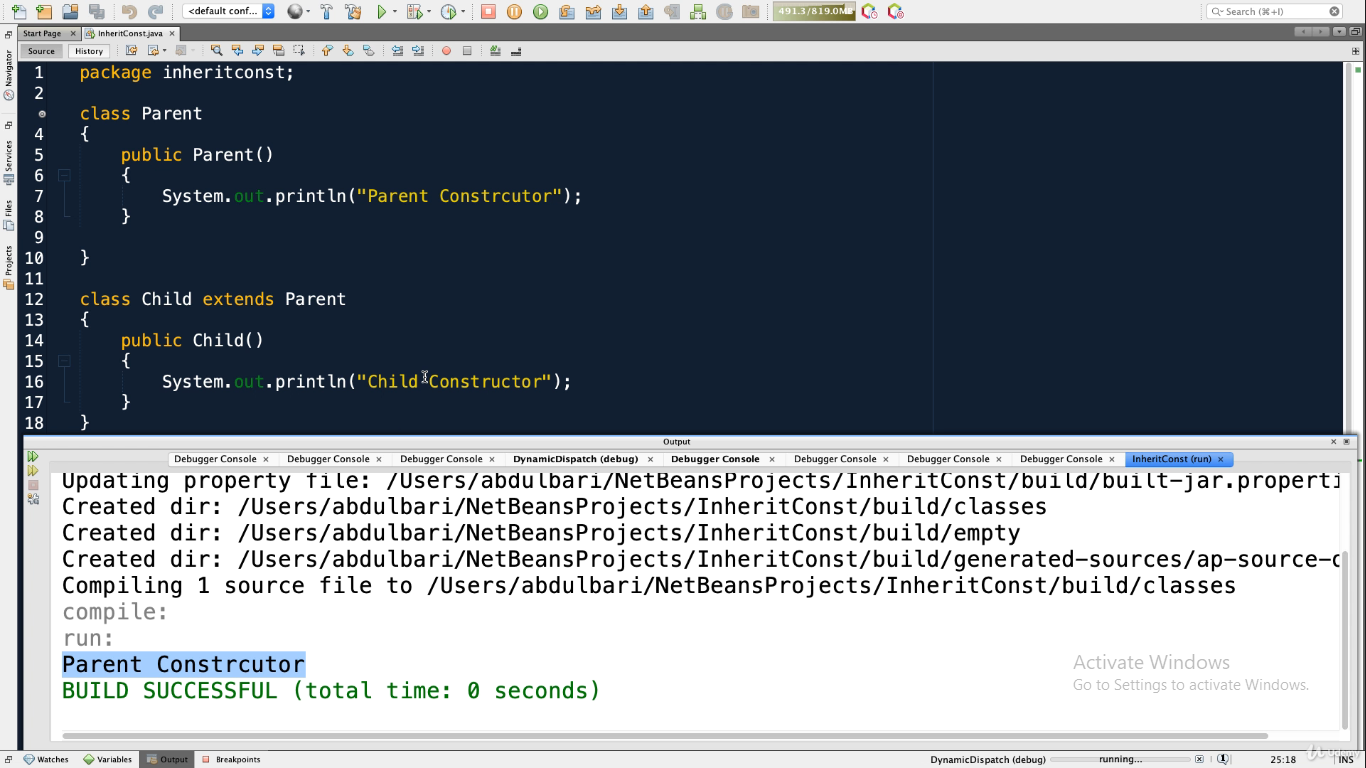 <default conf...
491.3/819.0MB
Search (⌘+I)
Start Page
InheritConst.java
Source
History
Navigator
Services
Files
Projects
1 package inheritconst;
2
class Parent
4 {
5 public Parent()
6 {
7 System.out.println("Parent Constrcutor");
8 }
9
10 }
11
12 class Child extends Parent
13 {
14 public Child()
15 {
16 System.out.println("Child Constructor");
17 }
18 }
Output
Debugger Console
Debugger Console
Debugger Console
DynamicDispatch (debug)
Debugger Console
Debugger Console
Debugger Console
Debugger Console
InheritConst (run)
Updating property file: /Users/abdulbari/NetBeansProjects/InheritConst/build/built-jar.properti
Created dir: /Users/abdulbari/NetBeansProjects/InheritConst/build/classes
Created dir: /Users/abdulbari/NetBeansProjects/InheritConst/build/empty
Created dir: /Users/abdulbari/NetBeansProjects/InheritConst/build/generated-sources/ap-source-o
Compiling 1 source file to /Users/abdulbari/NetBeansProjects/InheritConst/build/classes
compile:
run:
Parent Constrcutor
BUILD SUCCESSFUL (total time: 0 seconds)
Activate Windows
Go to Settings to activate Windows.
Watches
Variables
Output
Breakpoints
DynamicDispatch (debug)
running...
1
25:18
INS
Udemy